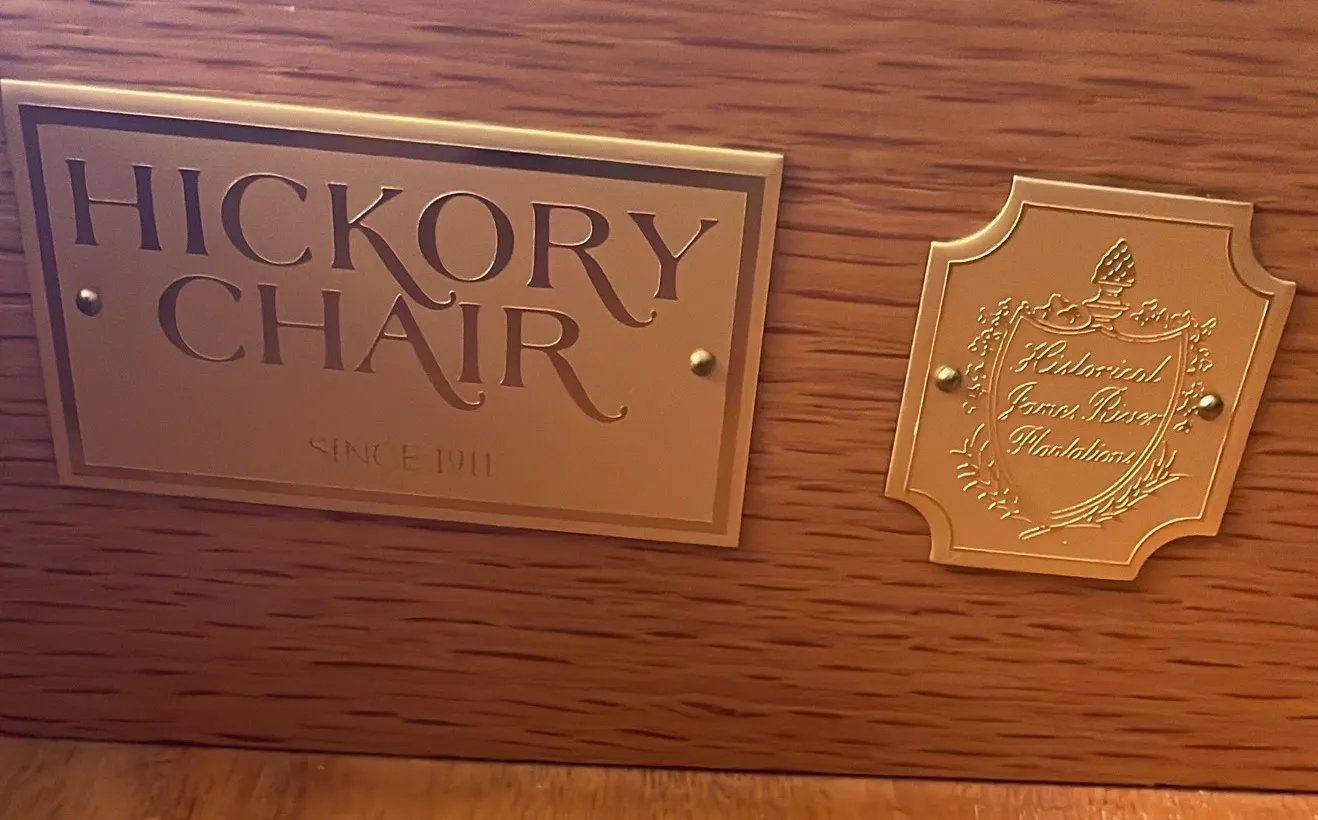 HICKORY
CHAIR
SINCE 1911
Historical
James River
Plantations